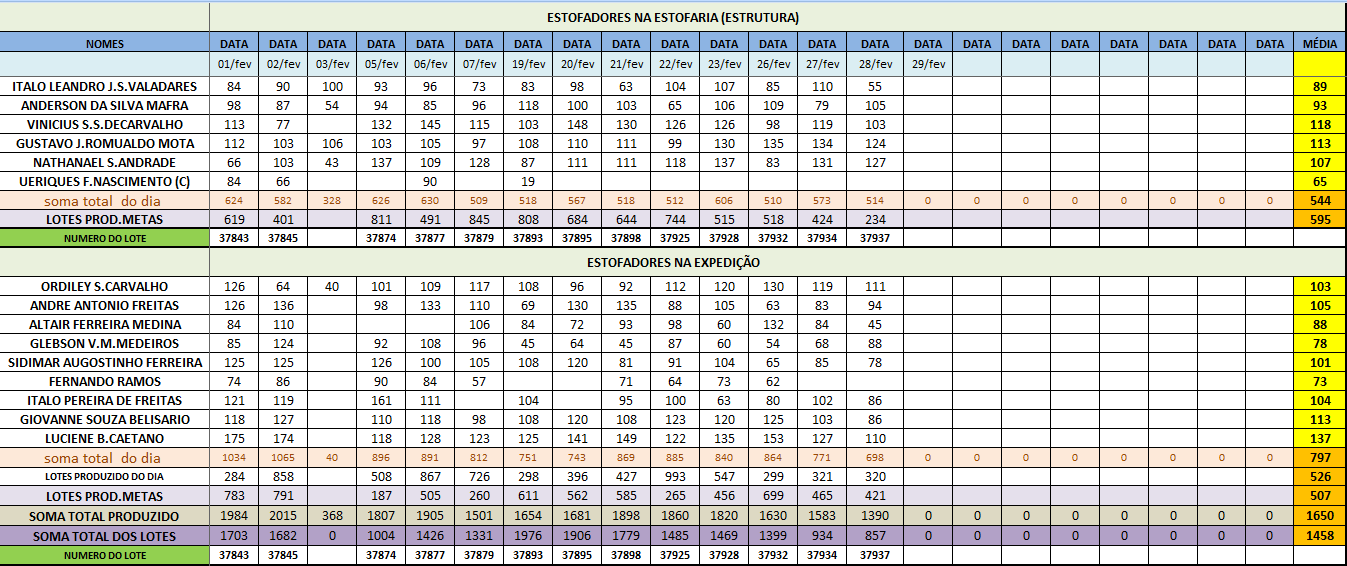 ESTOFADORES NA ESTOFARIA (ESTRUTURA)
NOMES DATA DATA DATA DATA DATA DATA DATA DATA DATA DATA DATA DATA DATA DATA DATA DATA DATA DATA DATA DATA DATA DATA MÉDIA
01/fev 02/fev 03/fev 05/fev 06/fev 07/fev 19/fev 20/fev 21/fev 22/fev 23/fev 26/fev 27/fev 28/fev 29/fev
ITALO LEANDRO J.S.VALADARES 84 90 100 93 96 73 83 98 63 104 107 85 110 55 89
ANDERSON DA SILVA MAFRA 98 87 54 94 85 96 118 100 103 65 106 109 79 105 93
VINICIUS S.S.DECARVALHO 113 77 132 145 115 103 148 130 126 126 98 119 103 118
GUSTAVO J.ROMUALDO MOTA 112 103 106 103 105 97 108 110 111 99 130 135 134 124 113
NATHANAEL S.ANDRADE 66 103 43 137 109 128 87 111 111 118 137 83 131 127 107
UERIQUES F.NASCIMENTO (C) 84 66 90 19 65
soma total do dia 624 582 328 626 630 509 518 567 518 512 606 510 573 514 0 0 0 0 0 0 0 0 544
LOTES PROD.METAS 619 401 811 491 845 808 684 644 744 515 518 424 234 595
NUMERO DO LOTE 37843 37845 37874 37877 37879 37893 37895 37898 37925 37928 37932 37934 37937
ESTOFADORES NA EXPEDIÇÃO
ORDILEY S.CARVALHO 126 64 40 101 109 117 108 96 92 112 120 130 119 111 103
ANDRE ANTONIO FREITAS 126 136 98 133 110 69 130 135 88 105 63 83 94 105
ALTAIR FERREIRA MEDINA 84 110 106 84 72 93 98 60 132 84 45 88
GLEBSON V.M.MEDEIROS 85 124 92 108 96 45 64 45 87 60 54 68 88 78
SIDIMAR AUGOSTINHO FERREIRA 125 125 126 100 105 108 120 81 91 104 65 85 78 101
FERNANDO RAMOS 74 86 90 84 57 71 64 73 62 73
ITALO PEREIRA DE FREITAS 121 119 161 111 104 95 100 63 80 102 86 104
GIOVANNE SOUZA BELISARIO 118 127 110 118 98 108 120 108 123 120 125 103 86 113
LUCIENE B.CAETANO 175 174 118 128 123 125 141 149 122 135 153 127 110 137
soma total do dia 1034 1065 40 896 891 812 751 743 869 885 840 864 771 698 0 0 0 0 0 0 0 0 797
LOTES PRODUZIDO DO DIA 284 858 508 867 726 298 396 427 993 547 299 321 320 526
LOTES PROD.METAS 783 791 187 505 260 611 562 585 265 456 699 465 421 507
SOMA TOTAL PRODUZIDO 1984 2015 368 1807 1905 1501 1654 1681 1898 1860 1820 1630 1583 1390 0 0 0 0 0 0 0 0 1650
SOMA TOTAL DOS LOTES 1703 1682 0 1004 1426 1331 1976 1906 1779 1485 1469 1399 934 857 0 0 0 0 0 0 0 0 1458
NUMERO DO LOTE 37843 37845 37874 37877 37879 37893 37895 37898 37925 37928 37932 37934 37937